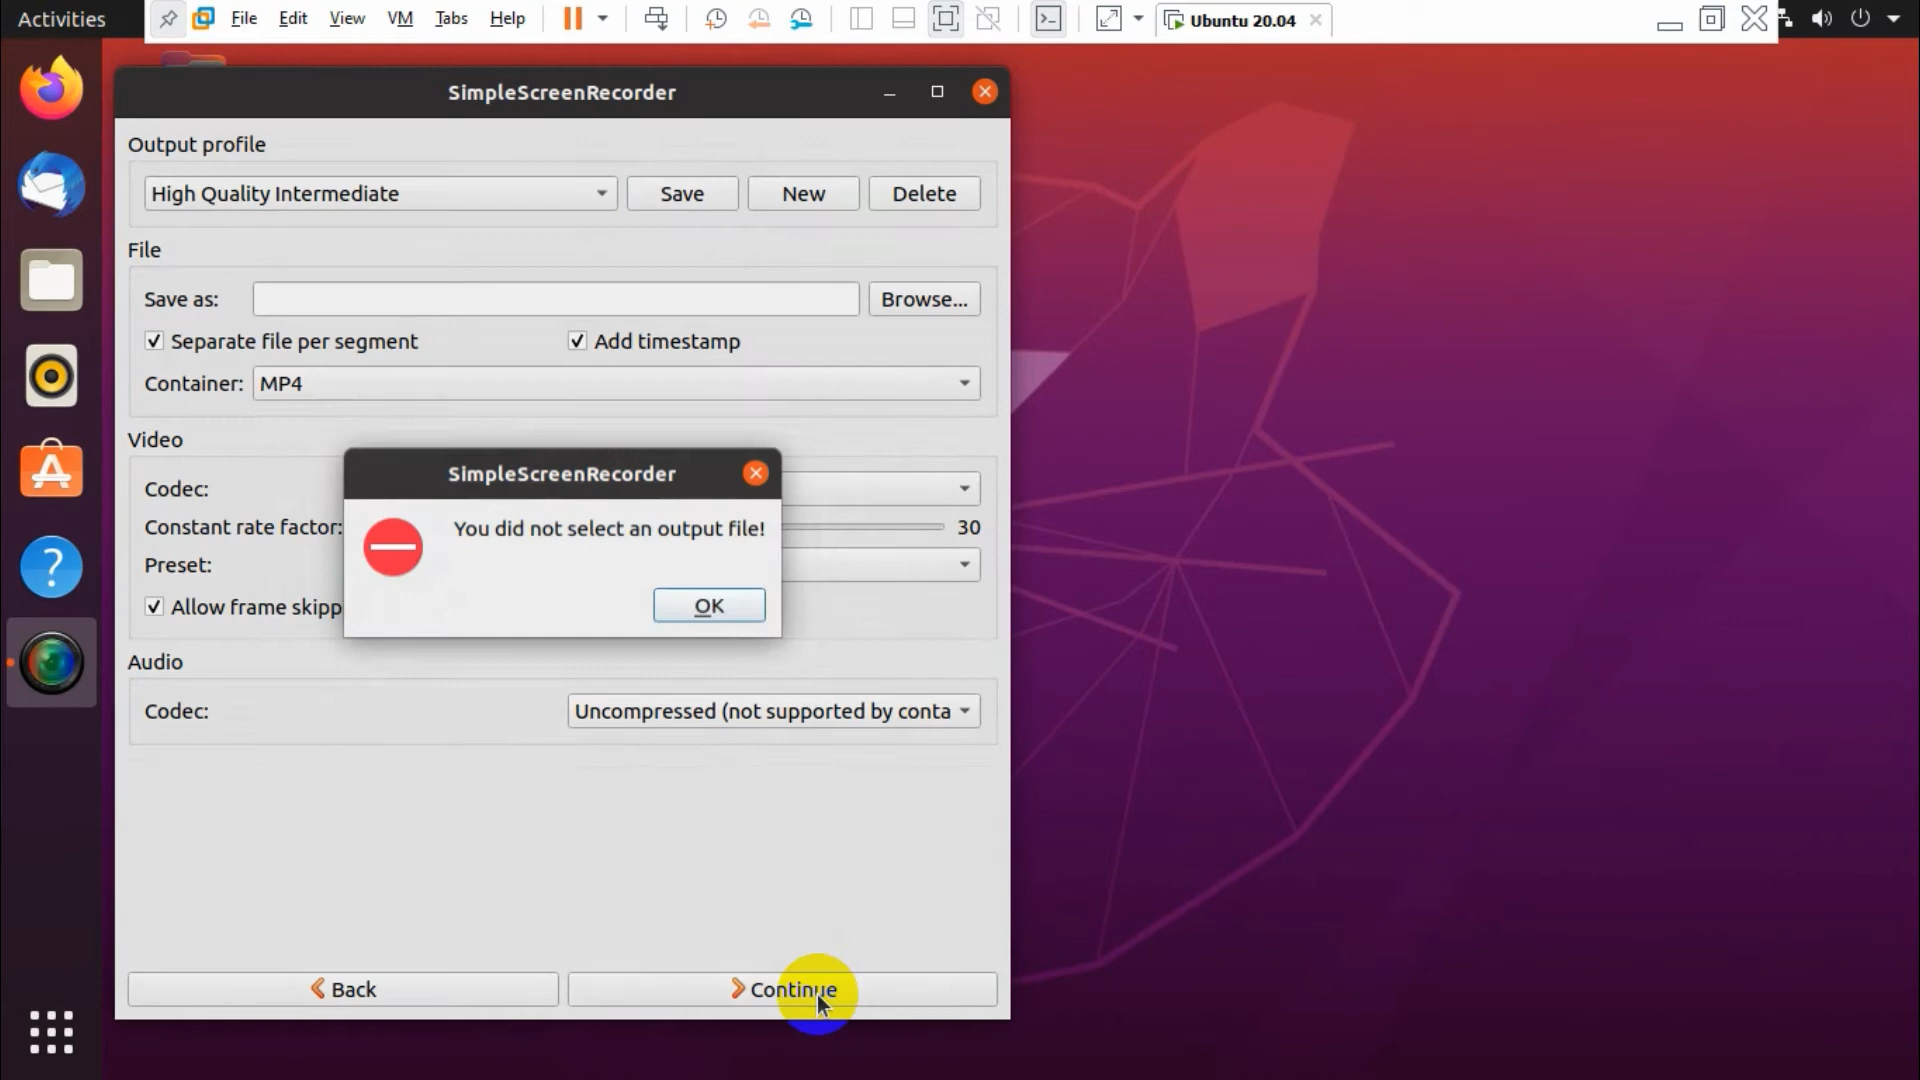 Activities
File Edit View VM Tabs Help
Ubuntu 20.04
SimpleScreenRecorder
Output profile
High Quality Intermediate Save New Delete
File
Save as: Browse...
Separate file per segment Add timestamp
Container: MP4
Video
SimpleScreenRecorder
Codec:
You did not select an output file!
Constant rate factor: 30
Preset:
Allow frame skipp
OK
Audio
Codec: Uncompressed (not supported by conta
Back Continue